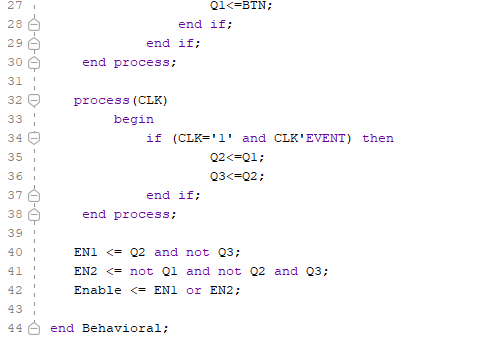 27 Q1<=BTN;
28 end if;
29 end if;
30 end process;
31
32 process(CLK)
33 begin
34 if (CLK='1' and CLK'EVENT) then
35 Q2<=Q1;
36 Q3<=Q2;
37 end if;
38 end process;
39
40 EN1 <= Q2 and not Q3;
41 EN2 <= not Q1 and not Q2 and Q3;
42 Enable <= EN1 or EN2;
43
44 end Behavioral;